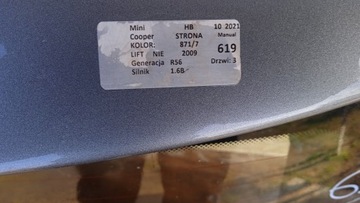 Mini HB 10 2021
Cooper STRONA Manual
KOLOR. 871/7 619
LIFT NIE 2009 Drzwi: 3
Generacja R56
Silnik 1.6B